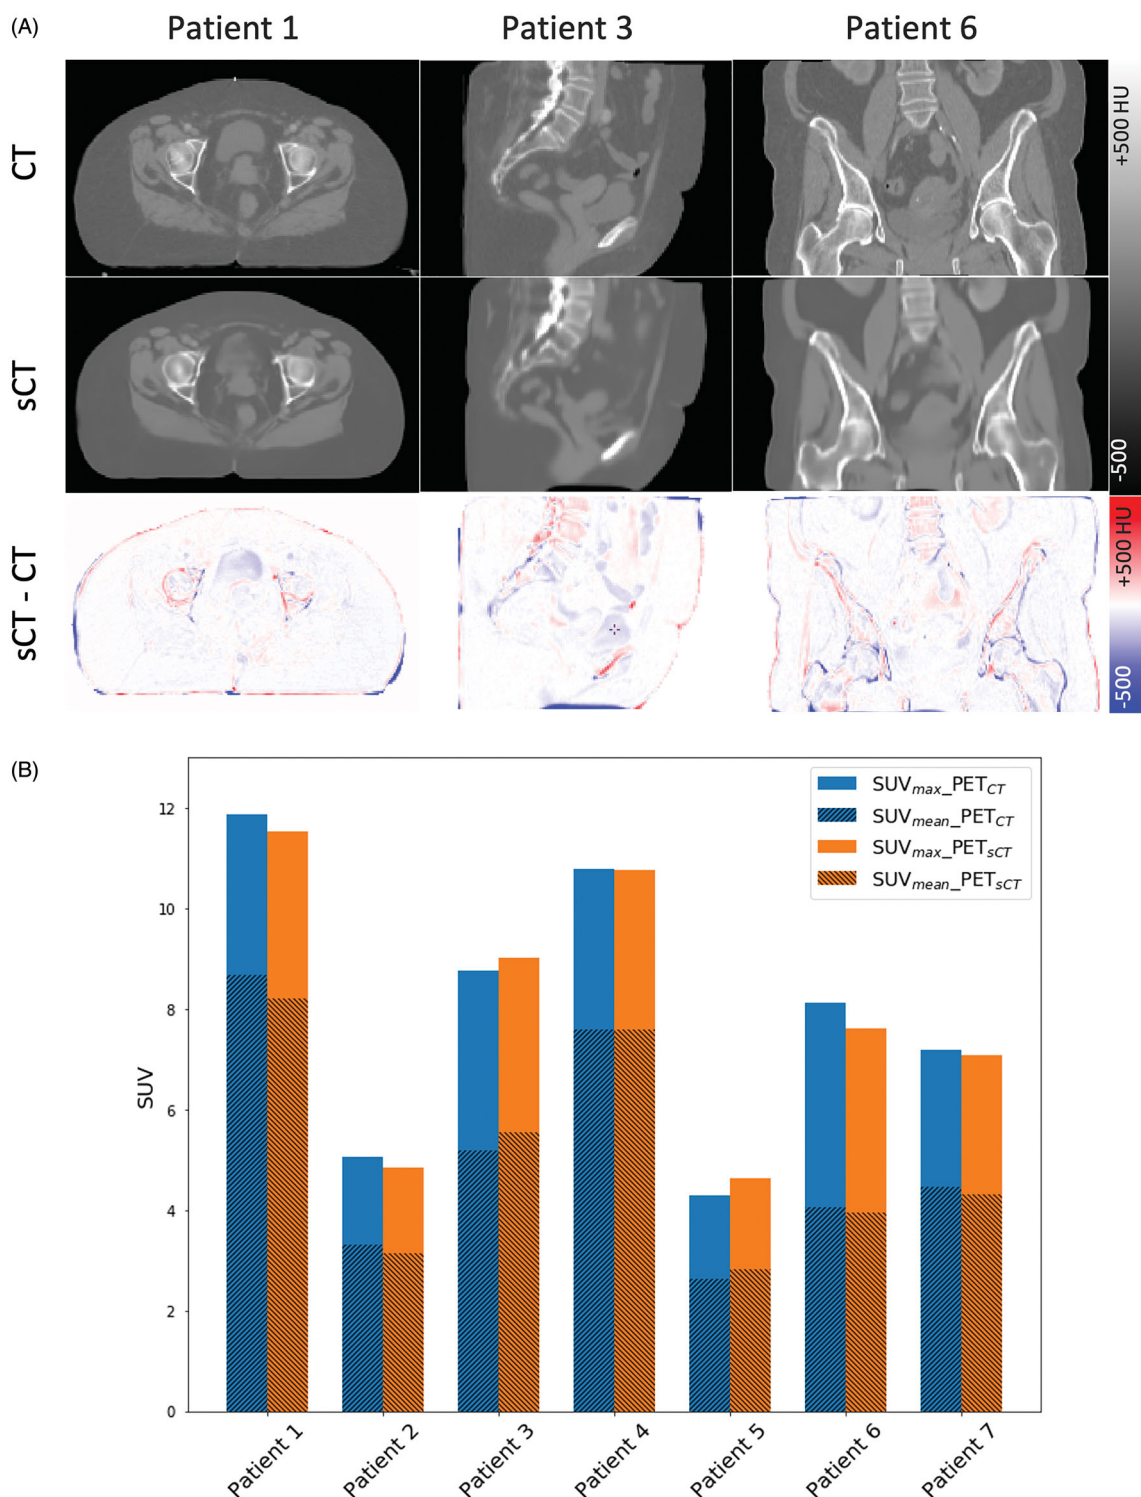 (A)
Patient 1 Patient 3 Patient 6
CT
+500 HU
-500
sCT
sCT - CT
+500 HU
-500
(B)
SUVmax_PETCT
SUVmean_PETCT
SUVmax_PETsCT
SUVmean_PETsCT
SUV
12
10
8
6
4
2
0
Patient 1 Patient 2 Patient 3 Patient 4 Patient 5 Patient 6 Patient 7